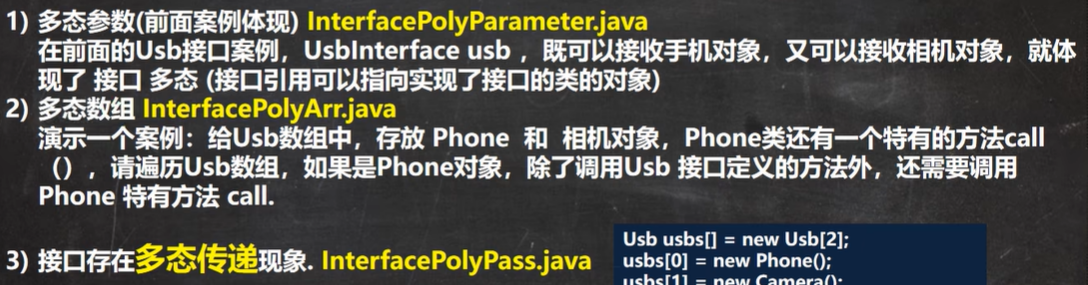 1) 多态参数(前面案例体现) InterfacePolyParameter.java
在前面的Usb接口案例，UsbInterface usb ，既可以接收手机对象，又可以接收相机对象，就体
现了 接口 多态 (接口引用可以指向实现了接口的类的对象)
2) 多态数组 InterfacePolyArr.java
演示一个案例：给Usb数组中，存放 Phone 和 相机对象，Phone类还有一个特有的方法call
（），请遍历Usb数组，如果是Phone对象，除了调用Usb 接口定义的方法外，还需要调用
Phone 特有方法 call.
3) 接口存在多态传递现象. InterfacePolyPass.java
Usb usbs[] = new Usb[2];
usbs[0] = new Phone();
usbs[1] = new Camera();